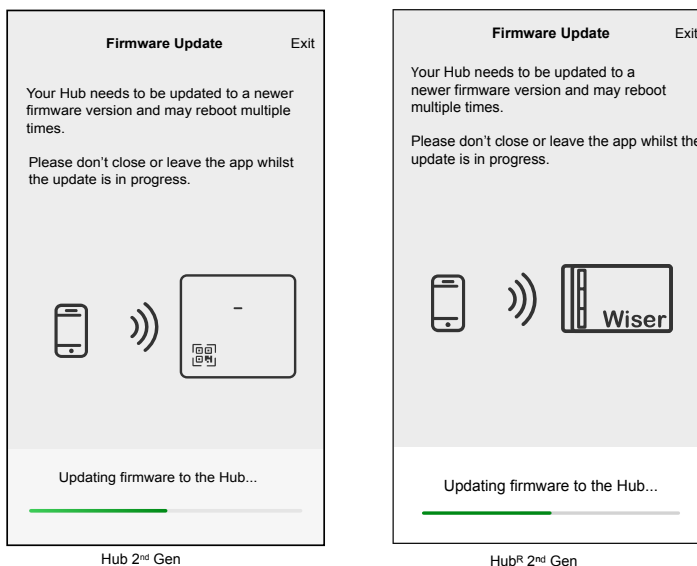 Firmware Update Exit
Your Hub needs to be updated to a newer
firmware version and may reboot multiple
times.
Please don’t close or leave the app whilst
the update is in progress.
Updating firmware to the Hub...
Hub 2nd Gen
Firmware Update Exit
Your Hub needs to be updated to a
newer firmware version and may reboot
multiple times.
Please don’t close or leave the app whilst the
update is in progress.
Wiser
Updating firmware to the Hub...
Hubᴿ 2nd Gen